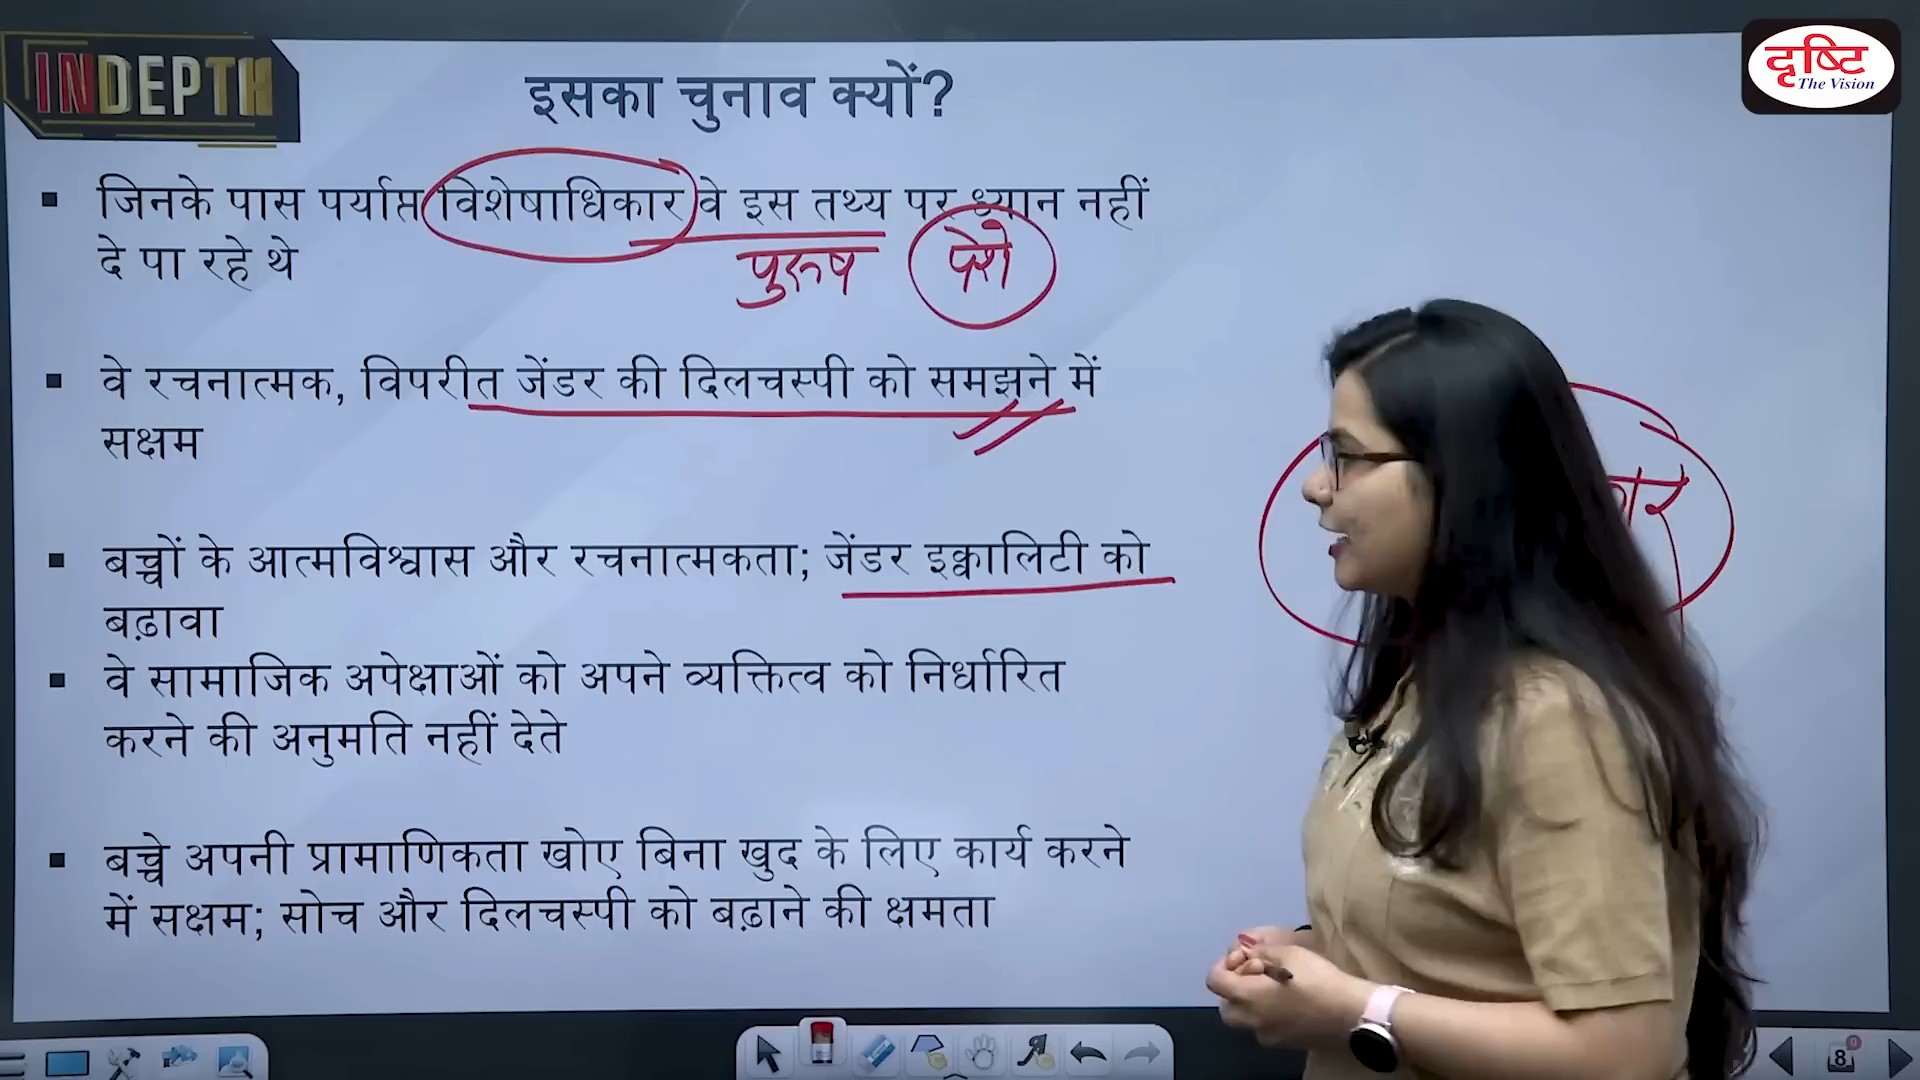 INDEPTH
दृष्टि
The Vision
इसका चुनाव क्यों?
▪ जिनके पास पर्याप्त विशेषाधिकार वे इस तथ्य पर ध्यान नहीं
दे पा रहे थे
पुरुष
पेशे
▪ वे रचनात्मक, विपरीत जेंडर की दिलचस्पी को समझने में
सक्षम
▪ बच्चों के आत्मविश्वास और रचनात्मकता; जेंडर इक्वालिटी को
बढ़ावा
▪ वे सामाजिक अपेक्षाओं को अपने व्यक्तित्व को निर्धारित
करने की अनुमति नहीं देते
▪ बच्चे अपनी प्रामाणिकता खोए बिना खुद के लिए कार्य करने
में सक्षम; सोच और दिलचस्पी को बढ़ाने की क्षमता
8
0